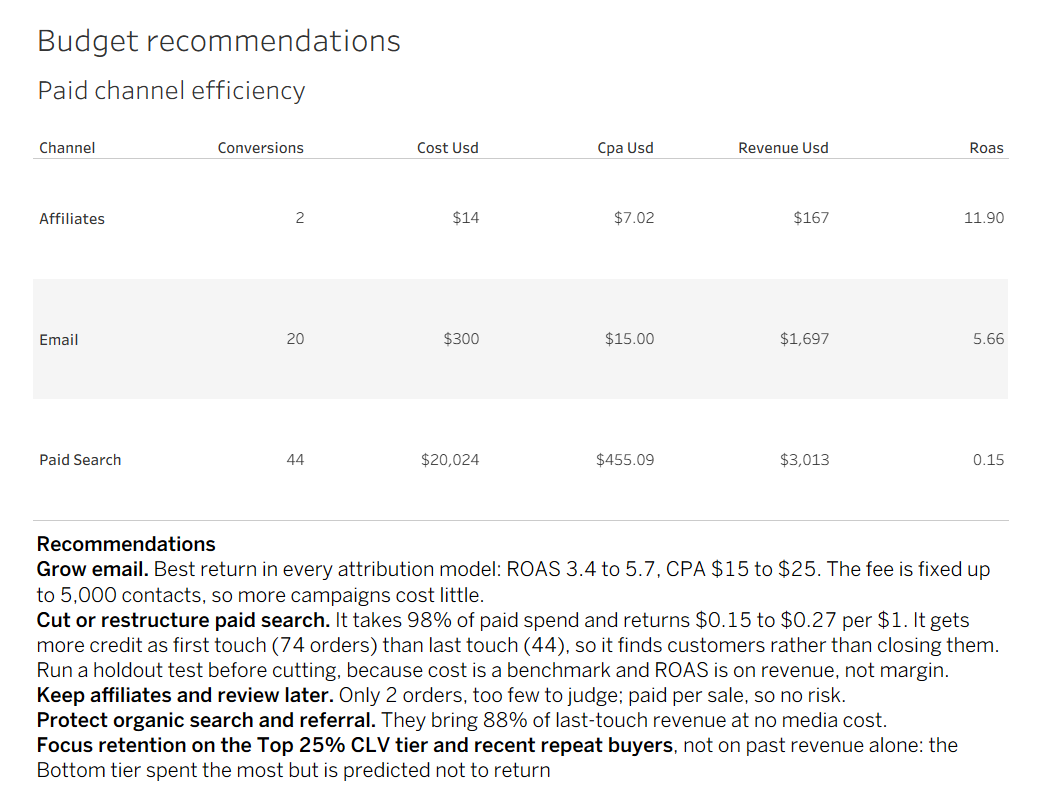 Budget recommendations
Paid channel efficiency
Channel Conversions Cost Usd Cpa Usd Revenue Usd Roas
Affiliates 2 $14 $7.02 $167 11.90
Email 20 $300 $15.00 $1,697 5.66
Paid Search 44 $20,024 $455.09 $3,013 0.15
Recommendations
Grow email. Best return in every attribution model: ROAS 3.4 to 5.7, CPA $15 to $25. The fee is fixed up
to 5,000 contacts, so more campaigns cost little.
Cut or restructure paid search. It takes 98% of paid spend and returns $0.15 to $0.27 per $1. It gets
more credit as first touch (74 orders) than last touch (44), so it finds customers rather than closing them.
Run a holdout test before cutting, because cost is a benchmark and ROAS is on revenue, not margin.
Keep affiliates and review later. Only 2 orders, too few to judge; paid per sale, so no risk.
Protect organic search and referral. They bring 88% of last-touch revenue at no media cost.
Focus retention on the Top 25% CLV tier and recent repeat buyers, not on past revenue alone: the
Bottom tier spent the most but is predicted not to return